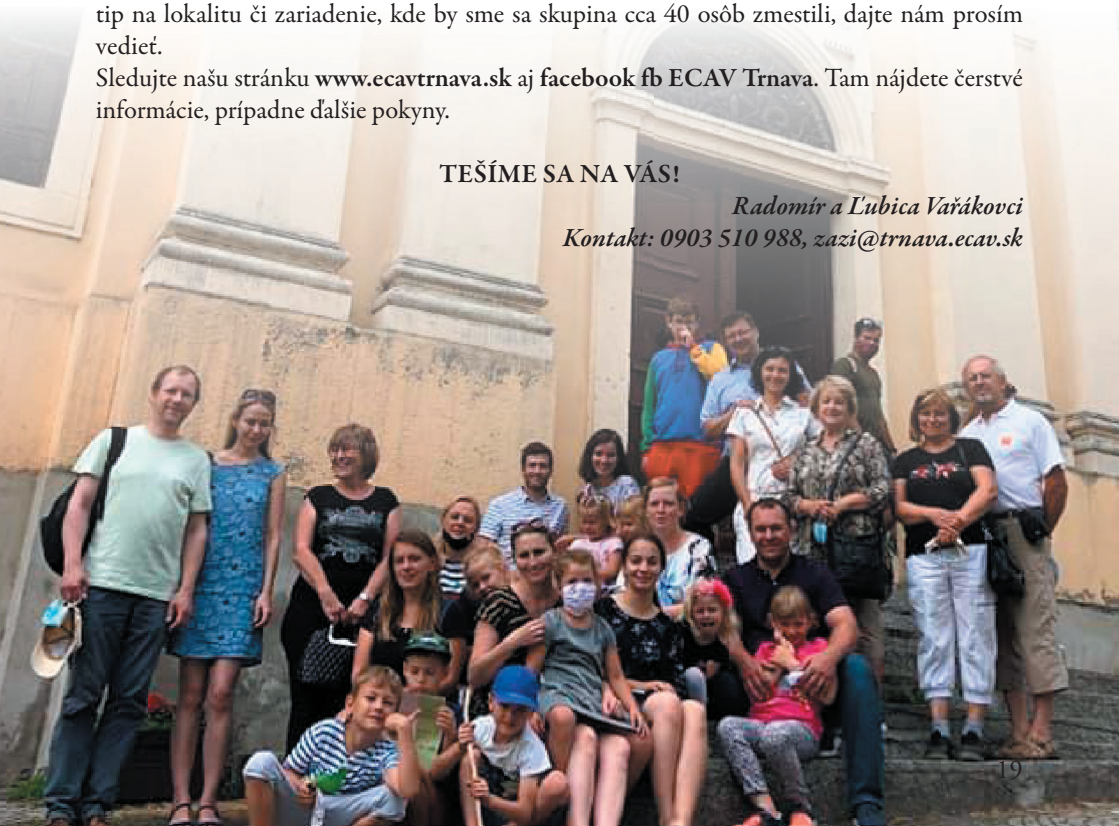 tip na lokalitu či zariadenie, kde by sme sa skupina cca 40 osôb zmestili, dajte nám prosím
vedieť.
Sledujte našu stránku www.ecavtrnava.sk aj facebook fb ECAV Trnava. Tam nájdete čerstvé
informácie, prípadne ďalšie pokyny.
TEŠÍME SA NA VÁS!
Radomír a Ľubica Vařákovci
Kontakt: 0903 510 988, zazi@trnava.ecav.sk
19